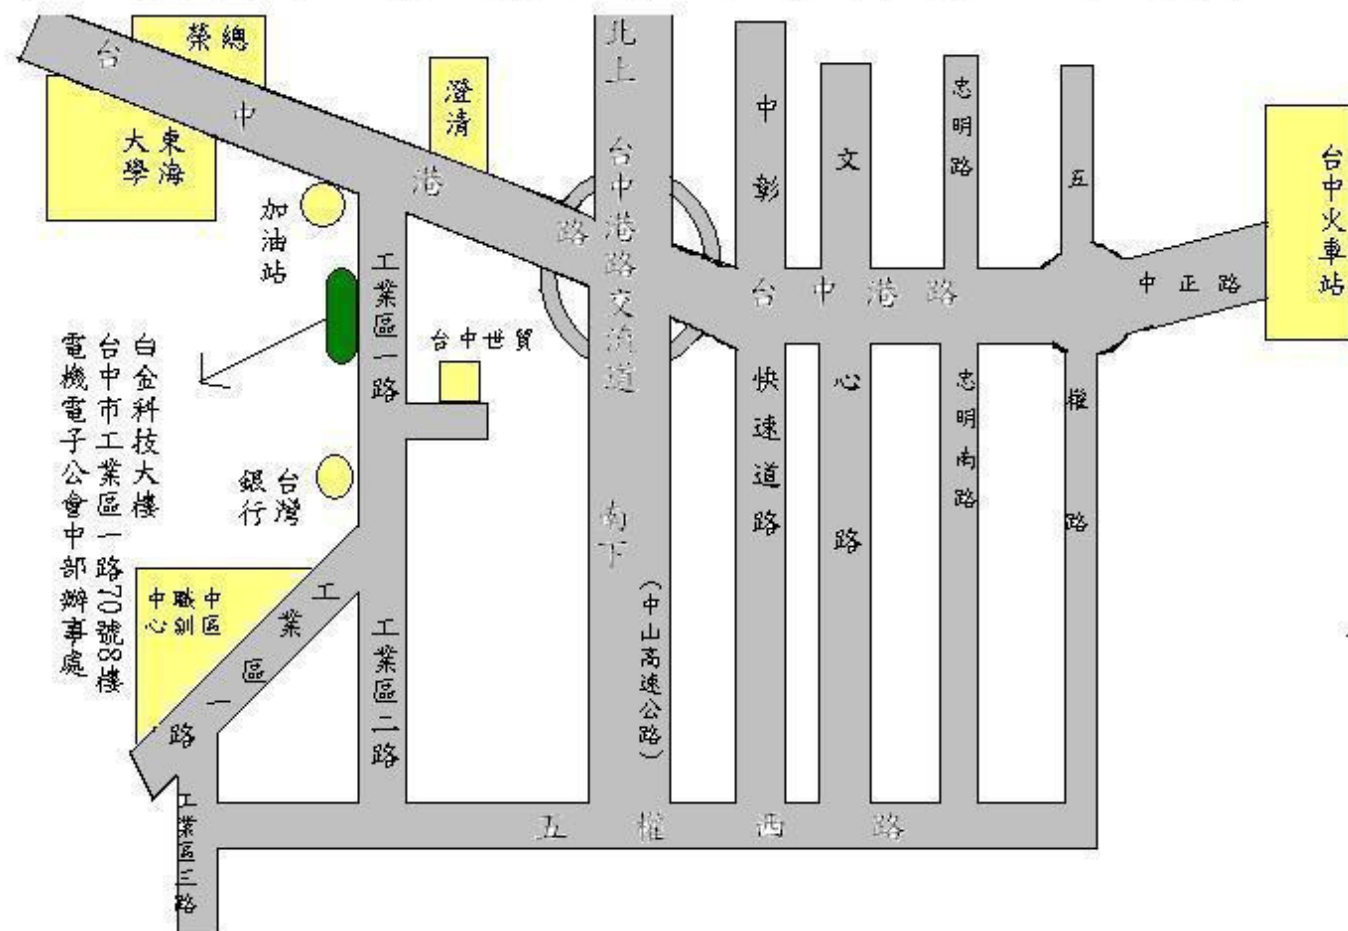 榮總
台中港路
東海
大學
澄清
加油站
工業區一路
台中世貿
白金科技大樓
台中市工業區一路70號8樓
電機電子公會中部辦事處
台灣
銀行
中區
職訓
中心
工業區一路
工業區二路
工業區三路
北上
台中港路交流道
南下
(中山高速公路)
中彰
快速道路
文心路
忠明路
忠明南路
五權路
台中港路
中正路
台中火車站
五權西路